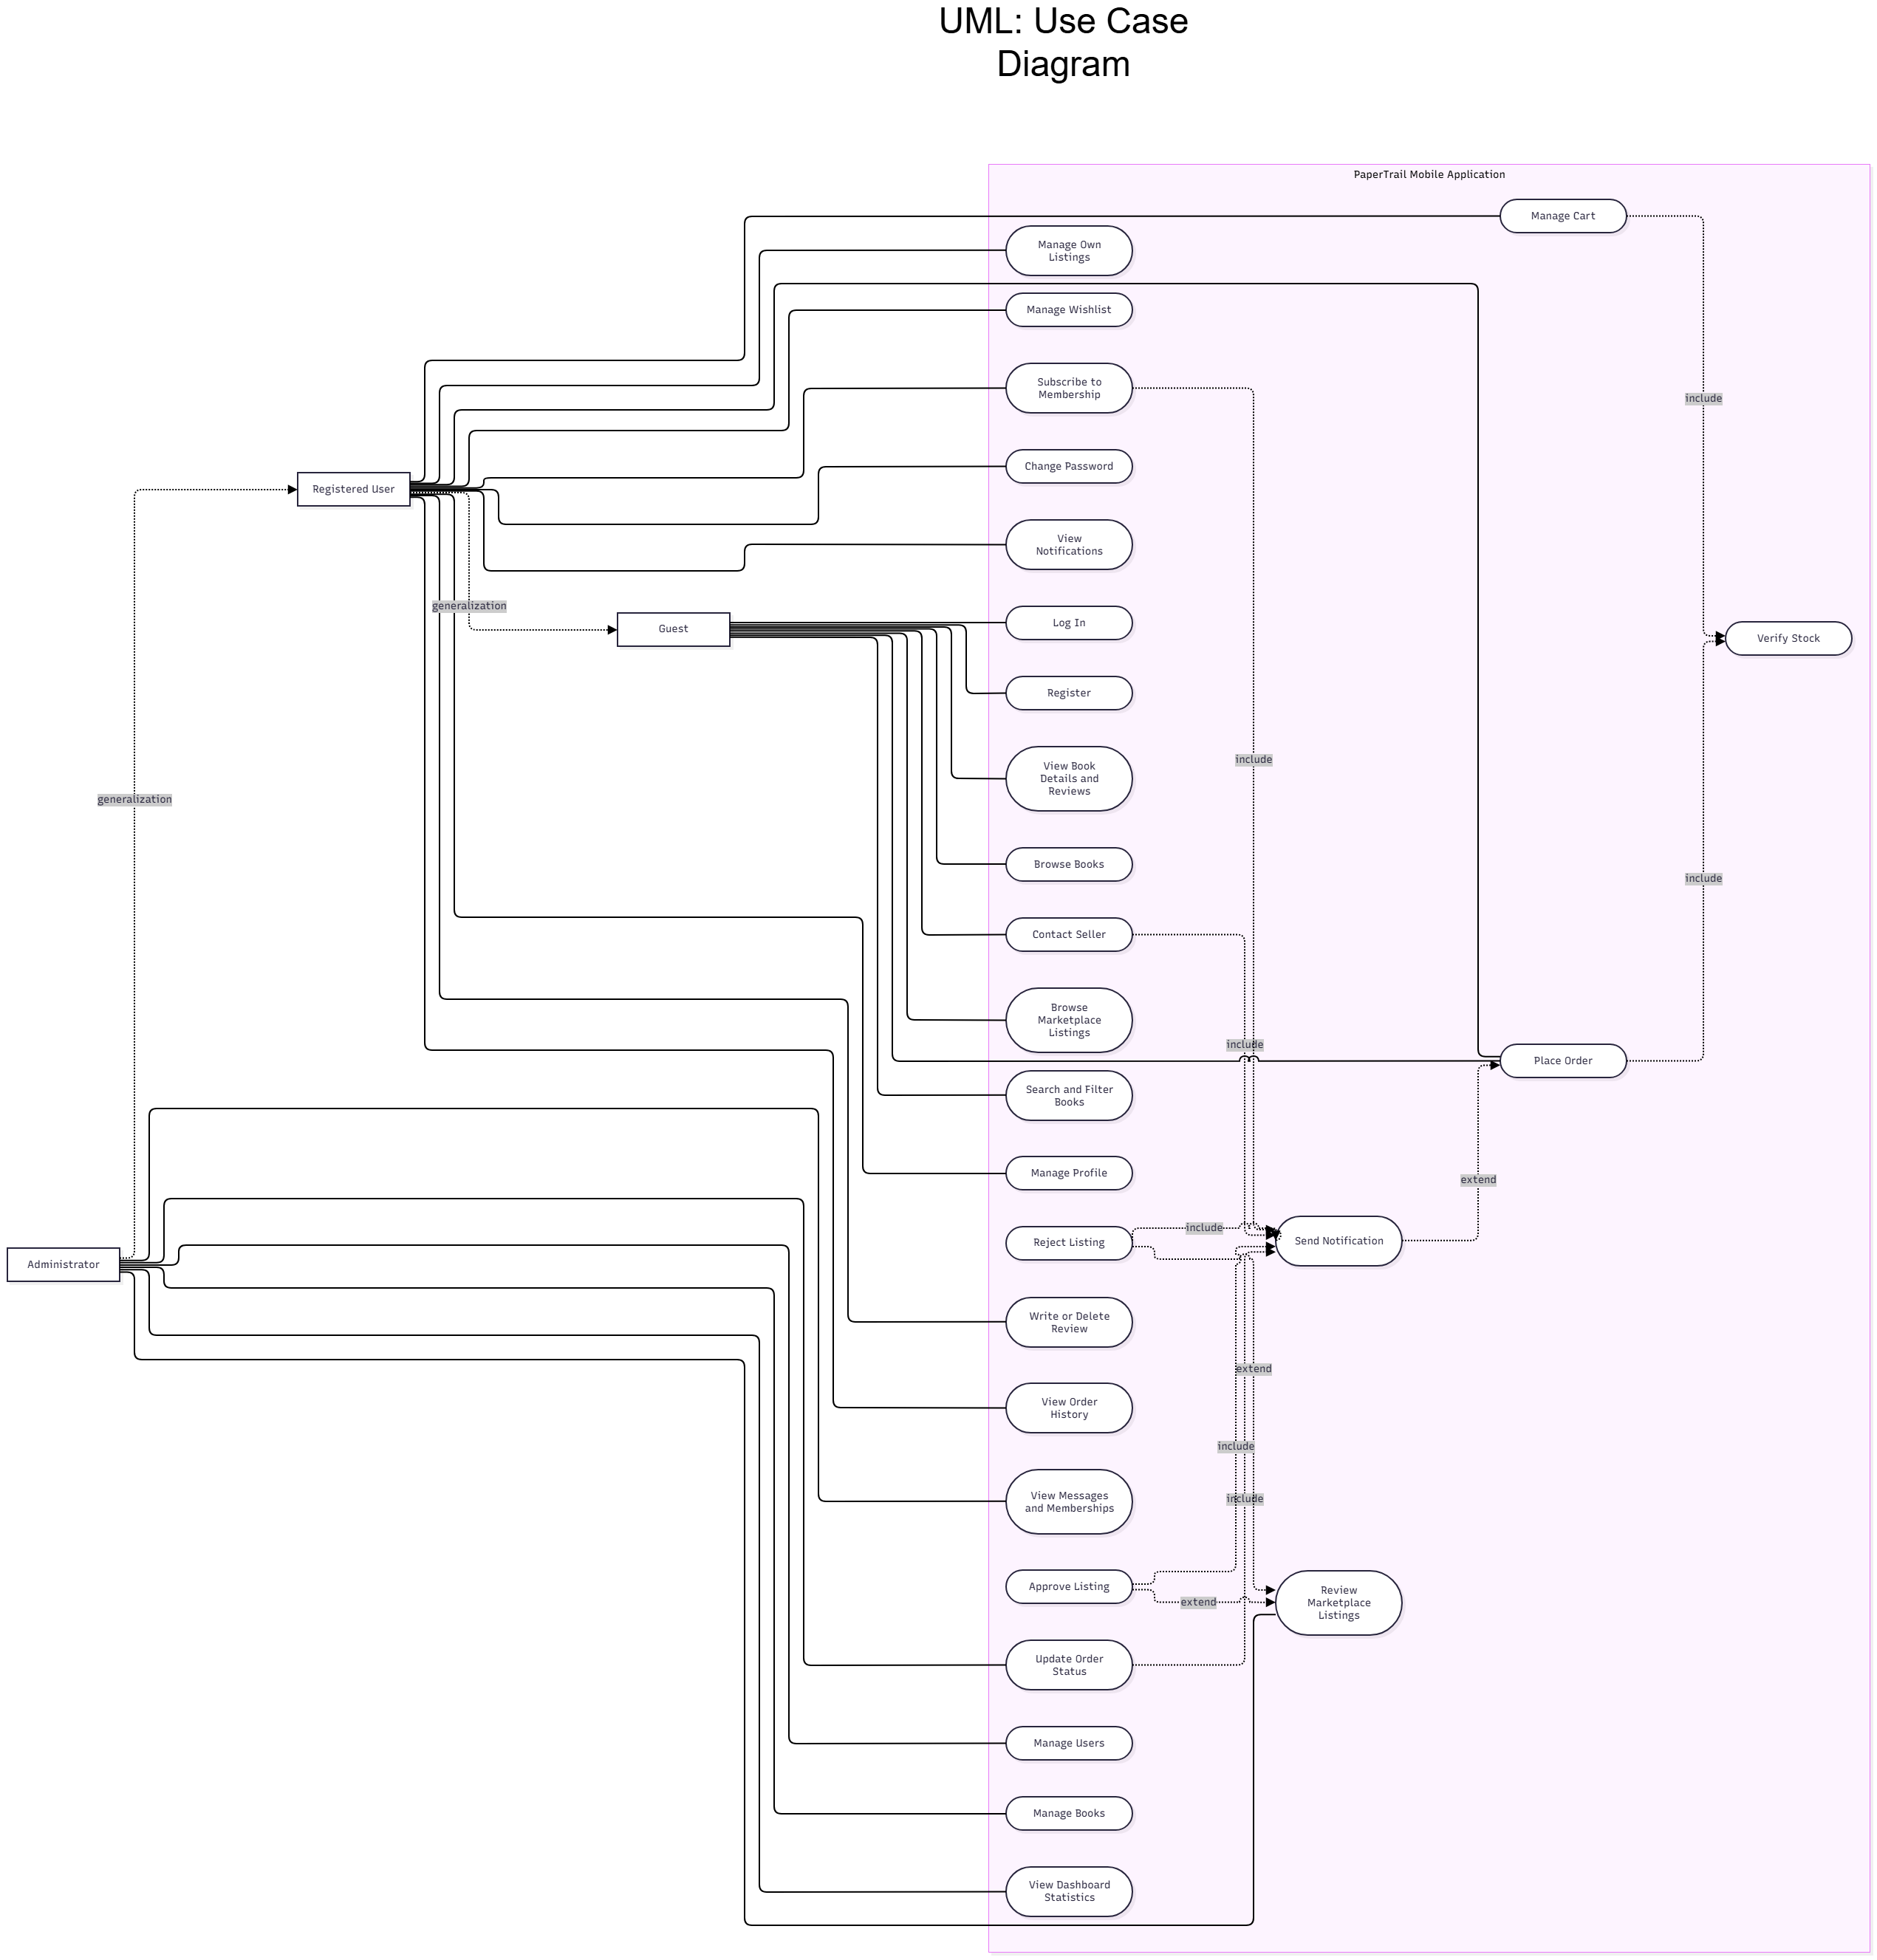 UML: Use Case
Diagram
PaperTrail Mobile Application
Manage Cart
Manage Own
Listings
Manage Wishlist
Subscribe to
Membership
include
Change Password
Registered User
View
Notifications
generalization
Guest
Log In
Verify Stock
Register
include
View Book
Details and
Reviews
generalization
Browse Books
include
Contact Seller
Browse
Marketplace
Listings
include
Place Order
Search and Filter
Books
Manage Profile
extend
Reject Listing
include
Send Notification
Administrator
Write or Delete
Review
extend
View Order
History
include
View Messages
and Memberships
include
Approve Listing
extend
Review
Marketplace
Listings
Update Order
Status
Manage Users
Manage Books
View Dashboard
Statistics